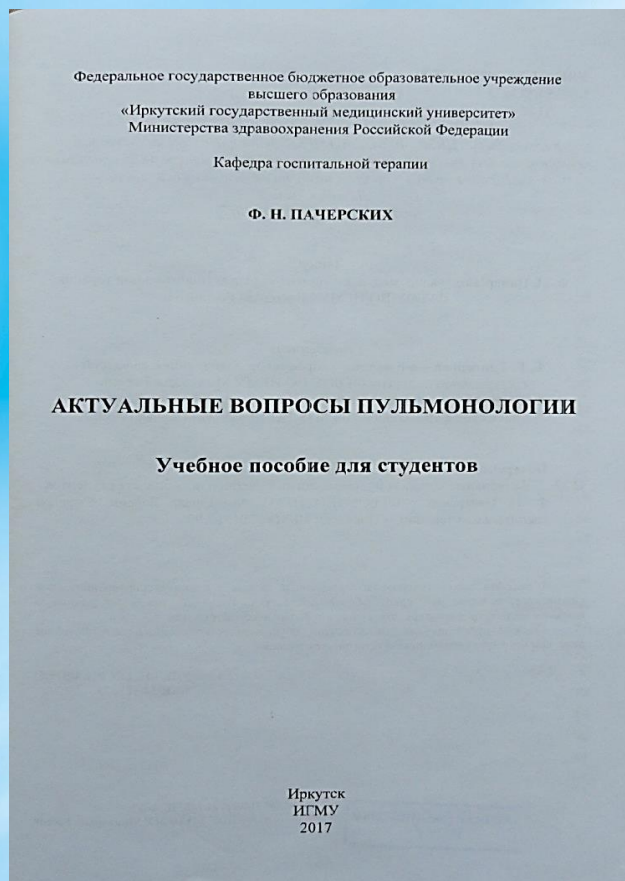 Федеральное государственное бюджетное образовательное учреждение
высшего образования
«Иркутский государственный медицинский университет»
Министерства здравоохранения Российской Федерации
Кафедра госпитальной терапии
Ф. Н. ПАЧЕРСКИХ
АКТУАЛЬНЫЕ ВОПРОСЫ ПУЛЬМОНОЛОГИИ
Учебное пособие для студентов
Иркутск
ИГМУ
2017